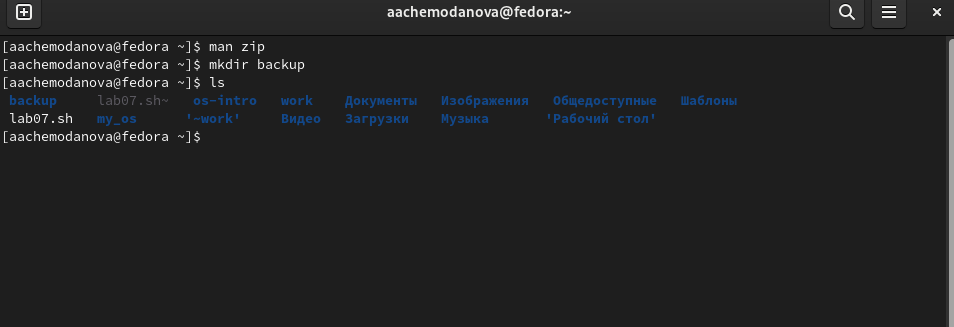 aachemodanova@fedora:~
[aachemodanova@fedora ~]$ man zip
[aachemodanova@fedora ~]$ mkdir backup
[aachemodanova@fedora ~]$ ls
backup lab07.sh~ os-intro work Документы Изображения Общедоступные Шаблоны
lab07.sh my_os '~work' Видео Загрузки Музыка 'Рабочий стол'
[aachemodanova@fedora ~]$